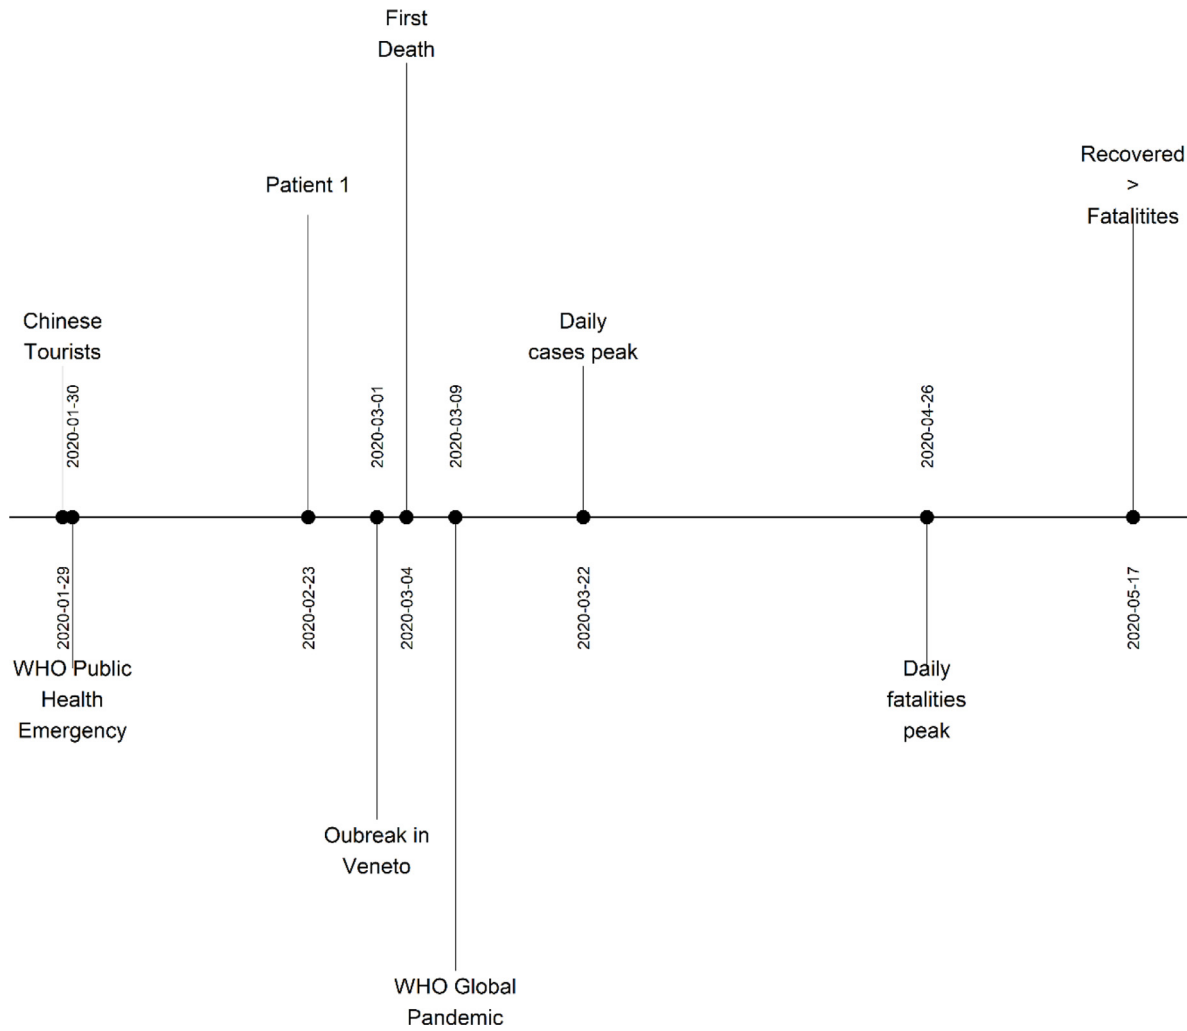 First
Death
Recovered
>
Fatalitites
Patient 1
Chinese
Tourists
Daily
cases peak
2020-01-30
2020-03-01
2020-03-09
2020-04-26
2020-01-29
2020-02-23
2020-03-04
2020-03-22
2020-05-17
WHO Public
Health
Emergency
Daily
fatalities
peak
Oubreak in
Veneto
WHO Global
Pandemic